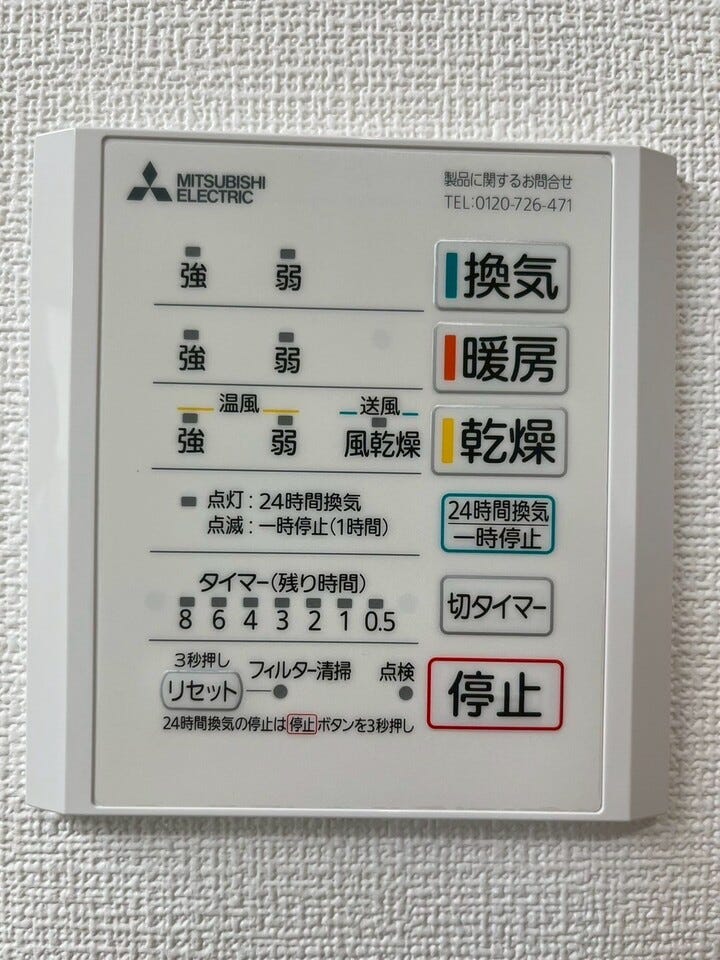 MITSUBISHI
ELECTRIC
製品に関するお問合せ
TEL:0120-726-471
強 弱 換気
強 弱 暖房
温風 送風
強 弱 風乾燥 乾燥
点灯:24時間換気
点滅:一時停止(1時間)
24時間換気
一時停止
タイマー(残り時間)
8 6 4 3 2 1 0.5
切タイマー
3秒押し
リセット フィルター清掃 点検
停止
24時間換気の停止は停止ボタンを3秒押し